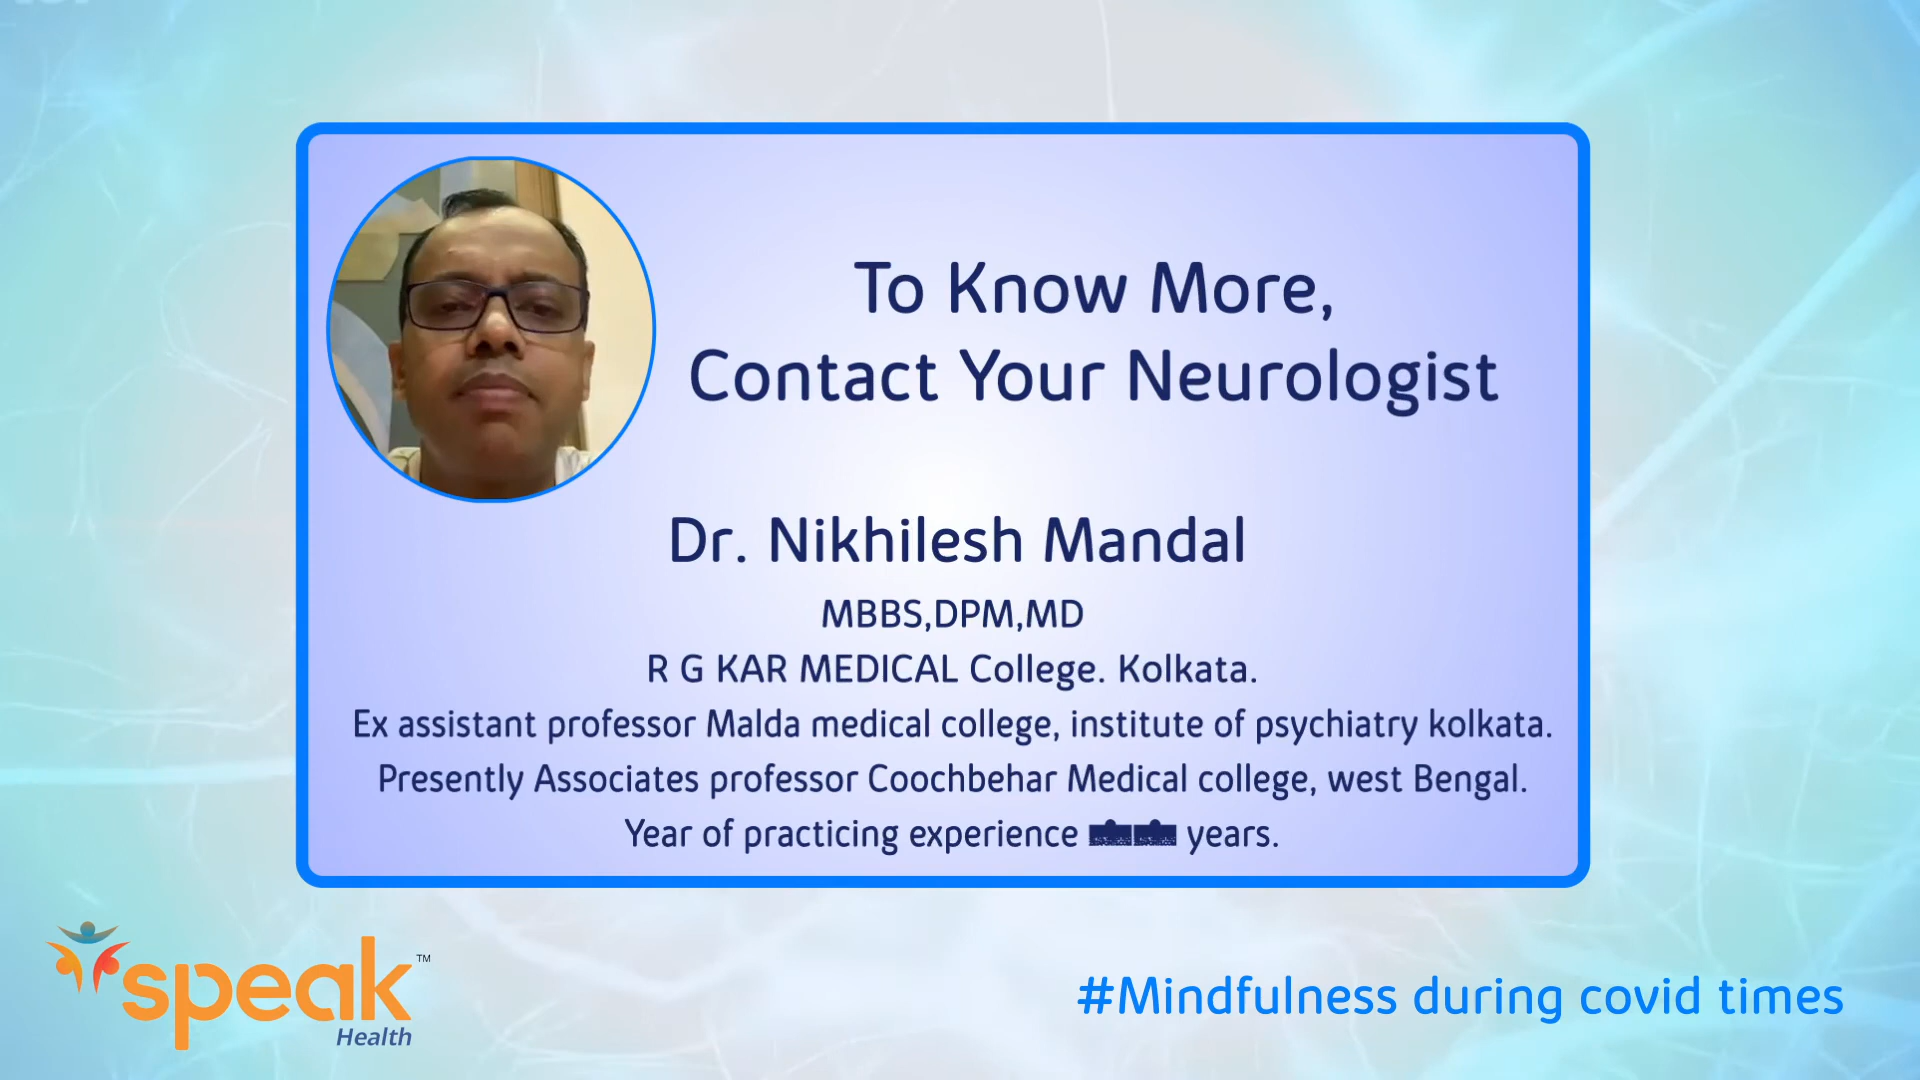 To Know More,
Contact Your Neurologist
Dr. Nikhilesh Mandal
MBBS,DPM,MD
R G KAR MEDICAL College. Kolkata.
Ex assistant professor Malda medical college, institute of psychiatry kolkata.
Presently Associates professor Coochbehar Medical college, west Bengal.
Year of practicing experience years.
speak™
Health
#Mindfulness during covid times